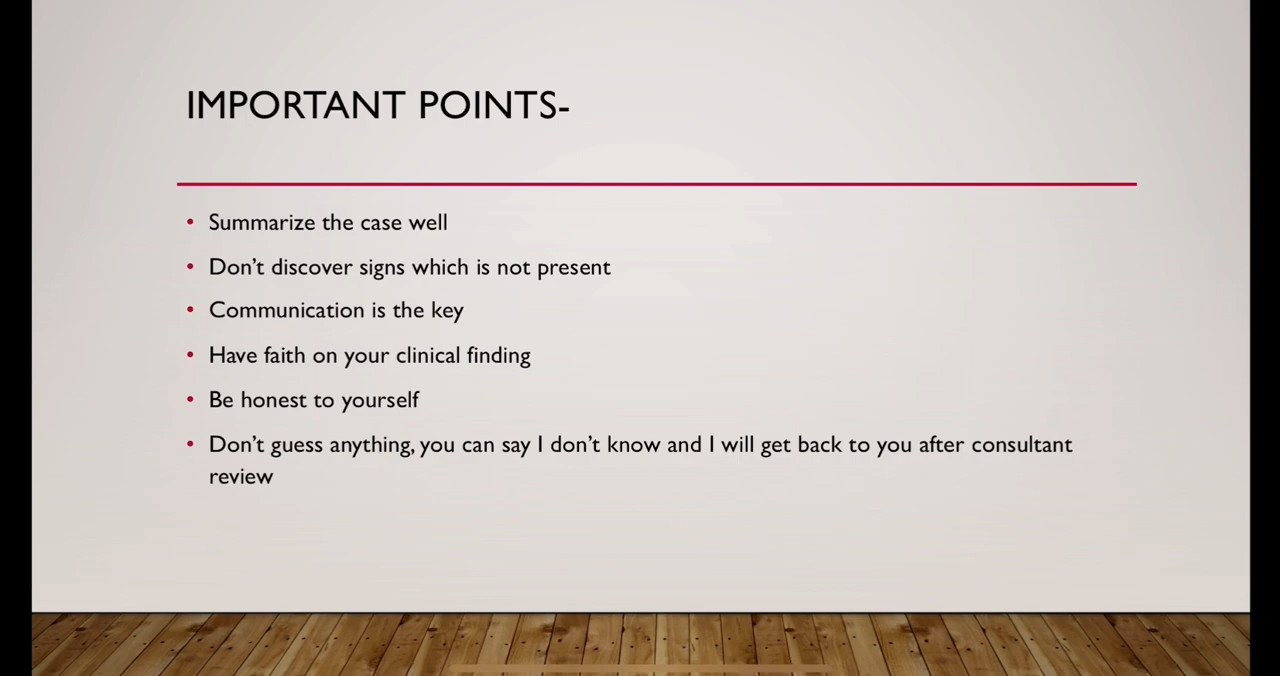 IMPORTANT POINTS-
• Summarize the case well
• Don’t discover signs which is not present
• Communication is the key
• Have faith on your clinical finding
• Be honest to yourself
• Don’t guess anything, you can say I don’t know and I will get back to you after consultant
review